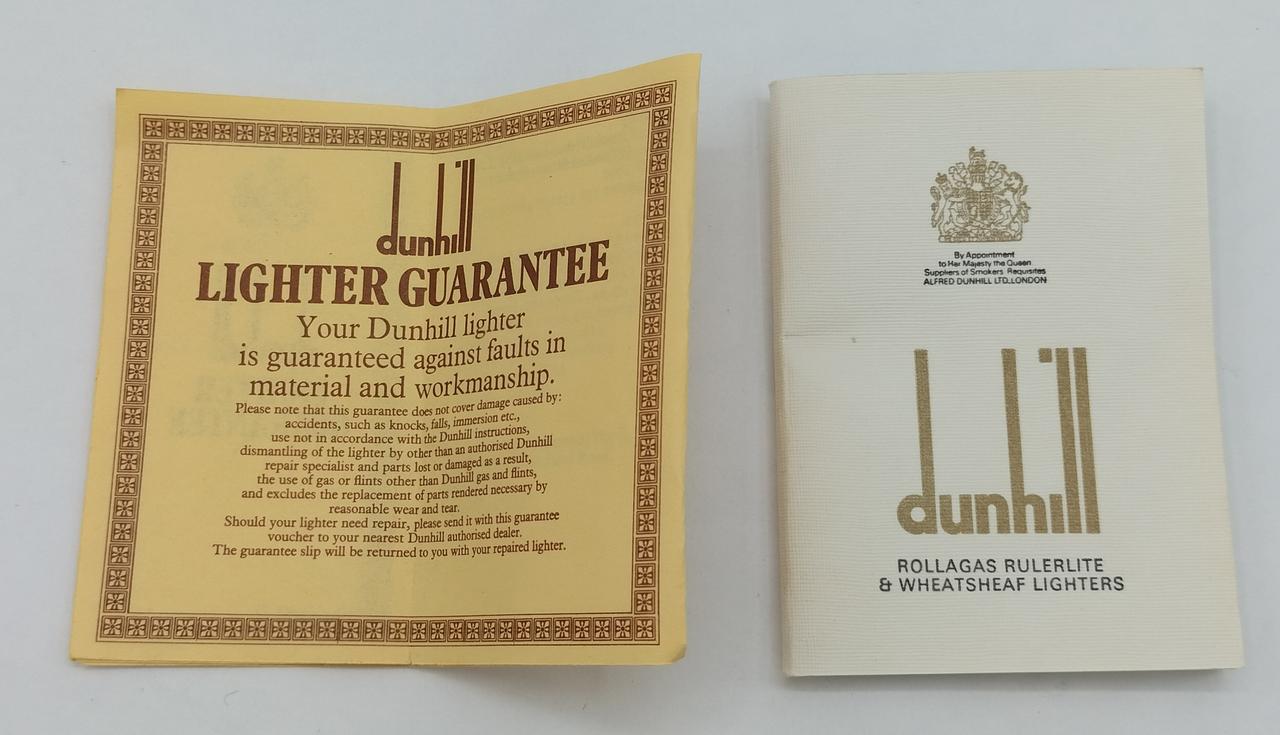 dunhill
LIGHTER GUARANTEE
Your Dunhill lighter
is guaranteed against faults in
material and workmanship.
Please note that this guarantee does not cover damage caused by:
accidents, such as knocks, falls, immersion etc.,
use not in accordance with the Dunhill instructions,
dismantling of the lighter by other than an authorised Dunhill
repair specialist and parts lost or damaged as a result,
the use of gas or flints other than Dunhill gas and flints,
and excludes the replacement of parts rendered necessary by
reasonable wear and tear.
Should your lighter need repair, please send it with this guarantee
voucher to your nearest Dunhill authorised dealer.
The guarantee slip will be returned to you with your repaired lighter.
By Appointment
to Her Majesty the Queen
Suppliers of Smokers Requisites
ALFRED DUNHILL LTD. LONDON
dunhill
ROLLAGAS RULERLITE
& WHEATSHEAF LIGHTERS